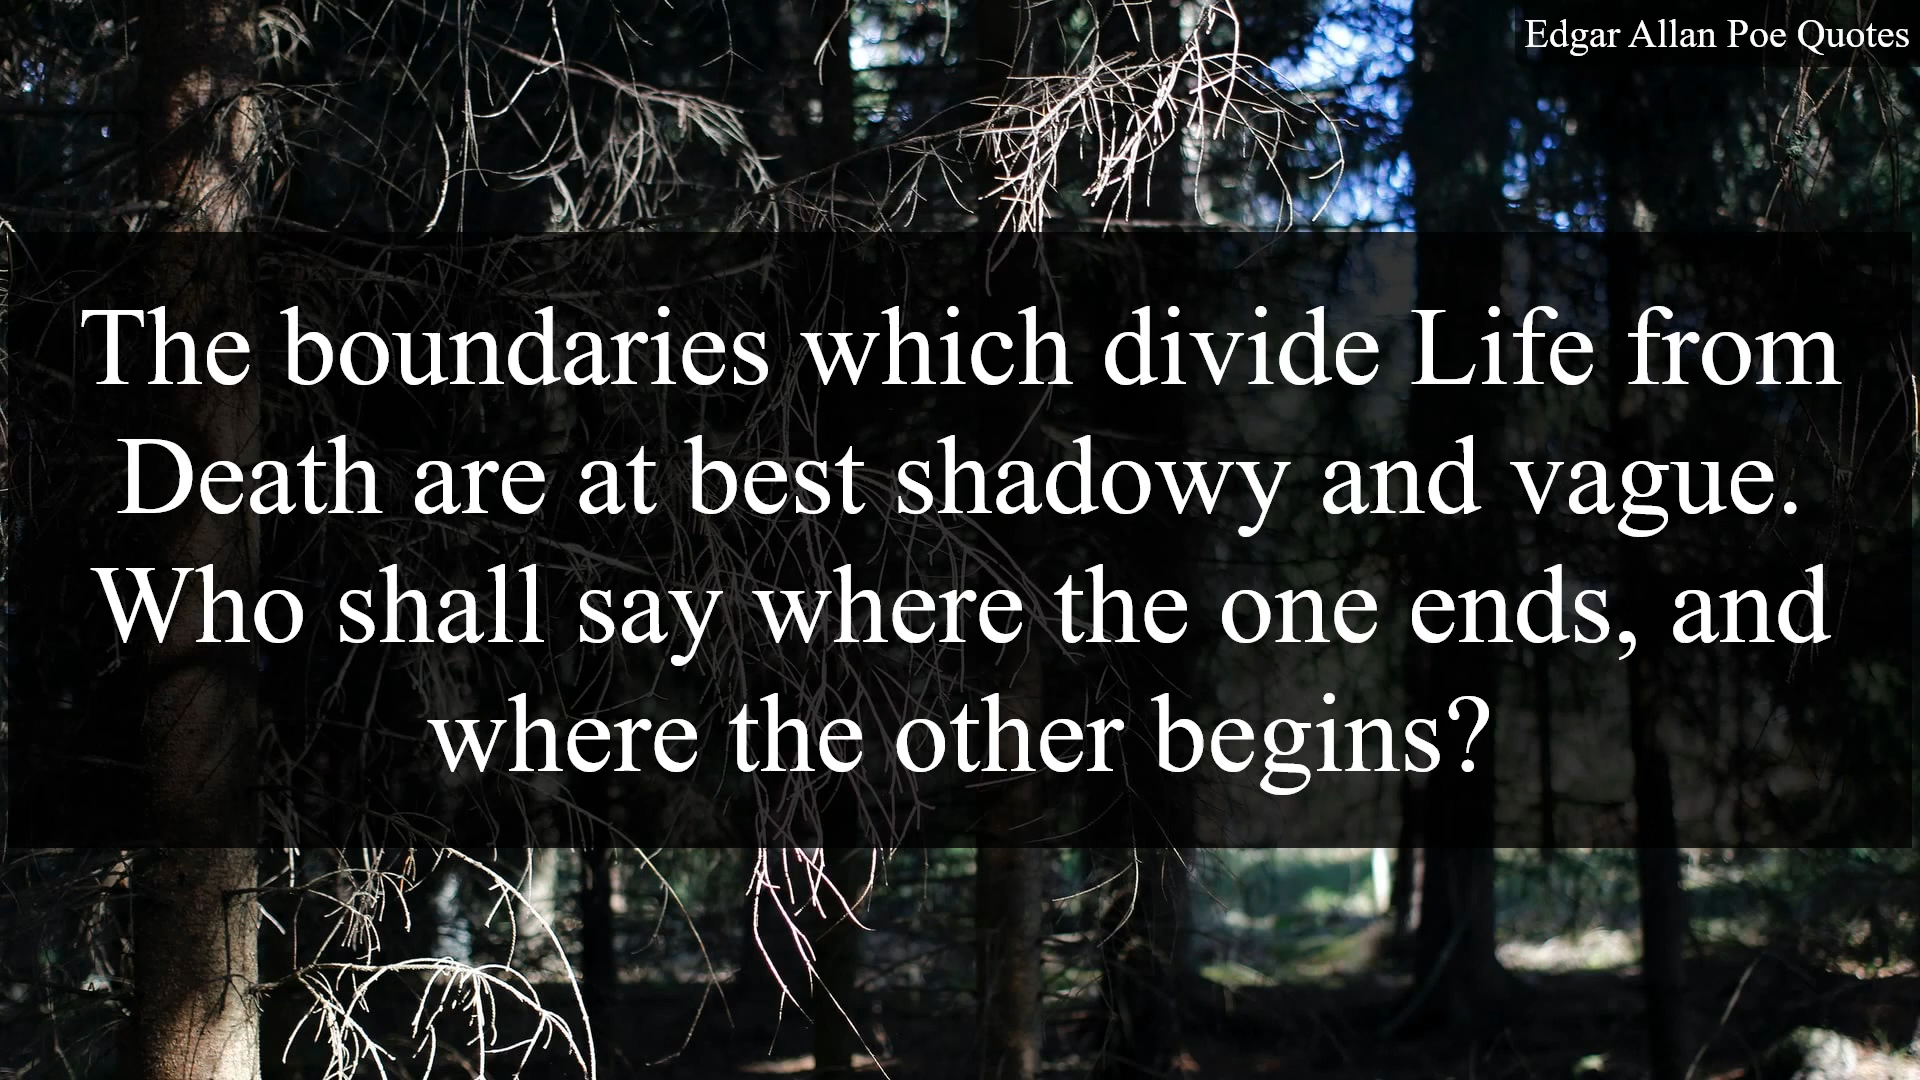 Edgar Allan Poe Quotes
The boundaries which divide Life from
Death are at best shadowy and vague.
Who shall say where the one ends, and
where the other begins?